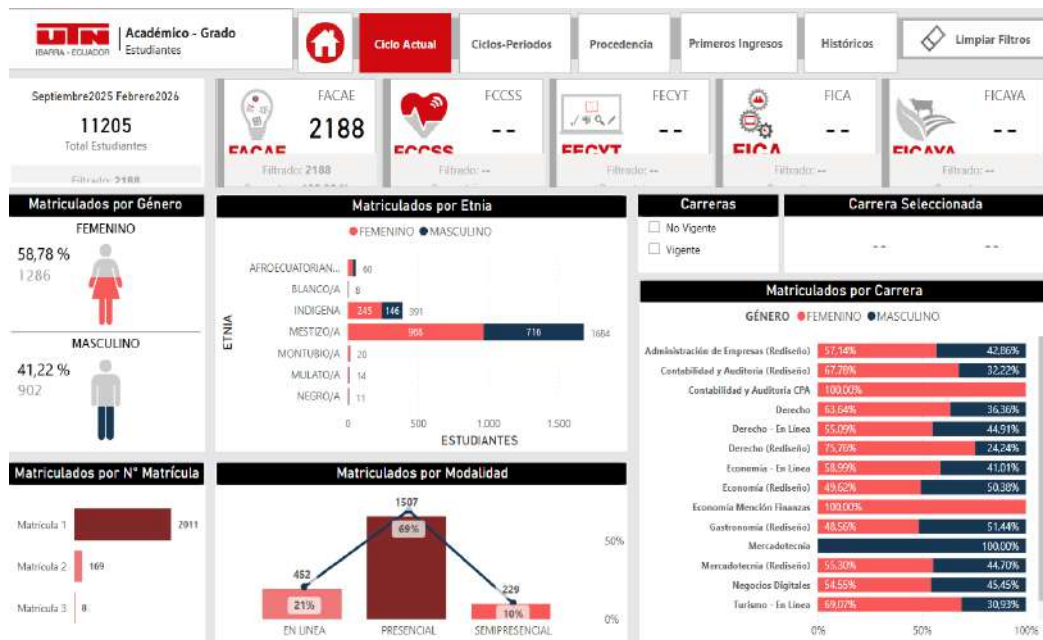 UTN
IBARRA - ECUADOR
Académico - Grado
Estudiantes
Ciclo Actual
Ciclos-Periodos
Procedencia
Primeros Ingresos
Históricos
Limpiar Filtros
Septiembre2025 Febrero2026
11205
Total Estudiantes
Filtrado: 2188
FACAE
2188
FACAE
Filtrado: 2188
FCCSS
--
FCCSS
Filtrado: --
FECYT
--
FECYT
Filtrado: --
FICA
--
FICA
Filtrado: --
FICAYA
--
FICAYA
Filtrado: --
Matriculados por Género
FEMENINO
58,78 %
1286
MASCULINO
41,22 %
902
Matriculados por Etnia
FEMENINO MASCULINO
ETNIA
AFROECUATORIAN... 60
BLANCO/A 8
INDIGENA 245 146 391
MESTIZO/A 968 716 1684
MONTUBIO/A 20
MULATO/A 14
NEGRO/A 11
0 500 1.000 1.500
ESTUDIANTES
Carreras
No Vigente
Vigente
Carrera Seleccionada
-- --
Matriculados por Carrera
GÉNERO FEMENINO MASCULINO
Administración de Empresas (Rediseño) 57,14% 42,86%
Contabilidad y Auditoría (Rediseño) 67,78% 32,22%
Contabilidad y Auditoría CPA 100,00%
Derecho 63,64% 36,36%
Derecho - En Línea 55,09% 44,91%
Derecho (Rediseño) 75,76% 24,24%
Economía - En Línea 58,99% 41,01%
Economía (Rediseño) 49,62% 50,38%
Economía Mención Finanzas 100,00%
Gastronomía (Rediseño) 48,56% 51,44%
Mercadotecnia 100,00%
Mercadotecnia (Rediseño) 55,30% 44,70%
Negocios Digitales 54,55% 45,45%
Turismo - En Línea 69,07% 30,93%
0% 50% 100%
Matriculados por N° Matrícula
Matrícula 1 2011
Matrícula 2 169
Matrícula 3 8
Matriculados por Modalidad
452 1507 229
21% 69% 10%
50%
0%
EN LINEA PRESENCIAL SEMIPRESENCIAL